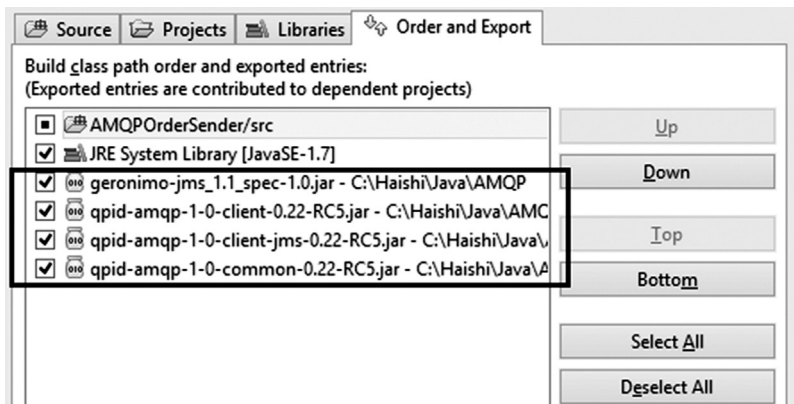 Source Projects Libraries Order and Export
Build class path order and exported entries:
(Exported entries are contributed to dependent projects)
AMQPOrderSender/src
Up
JRE System Library [JavaSE-1.7]
Down
geronimo-jms_1.1_spec-1.0.jar - C:\Haishi\Java\AMQP
qpid-amqp-1-0-client-0.22-RC5.jar - C:\Haishi\Java\AMC
Top
qpid-amqp-1-0-client-jms-0.22-RC5.jar - C:\Haishi\Java\
qpid-amqp-1-0-common-0.22-RC5.jar - C:\Haishi\Java\A
Bottom
Select All
Deselect All